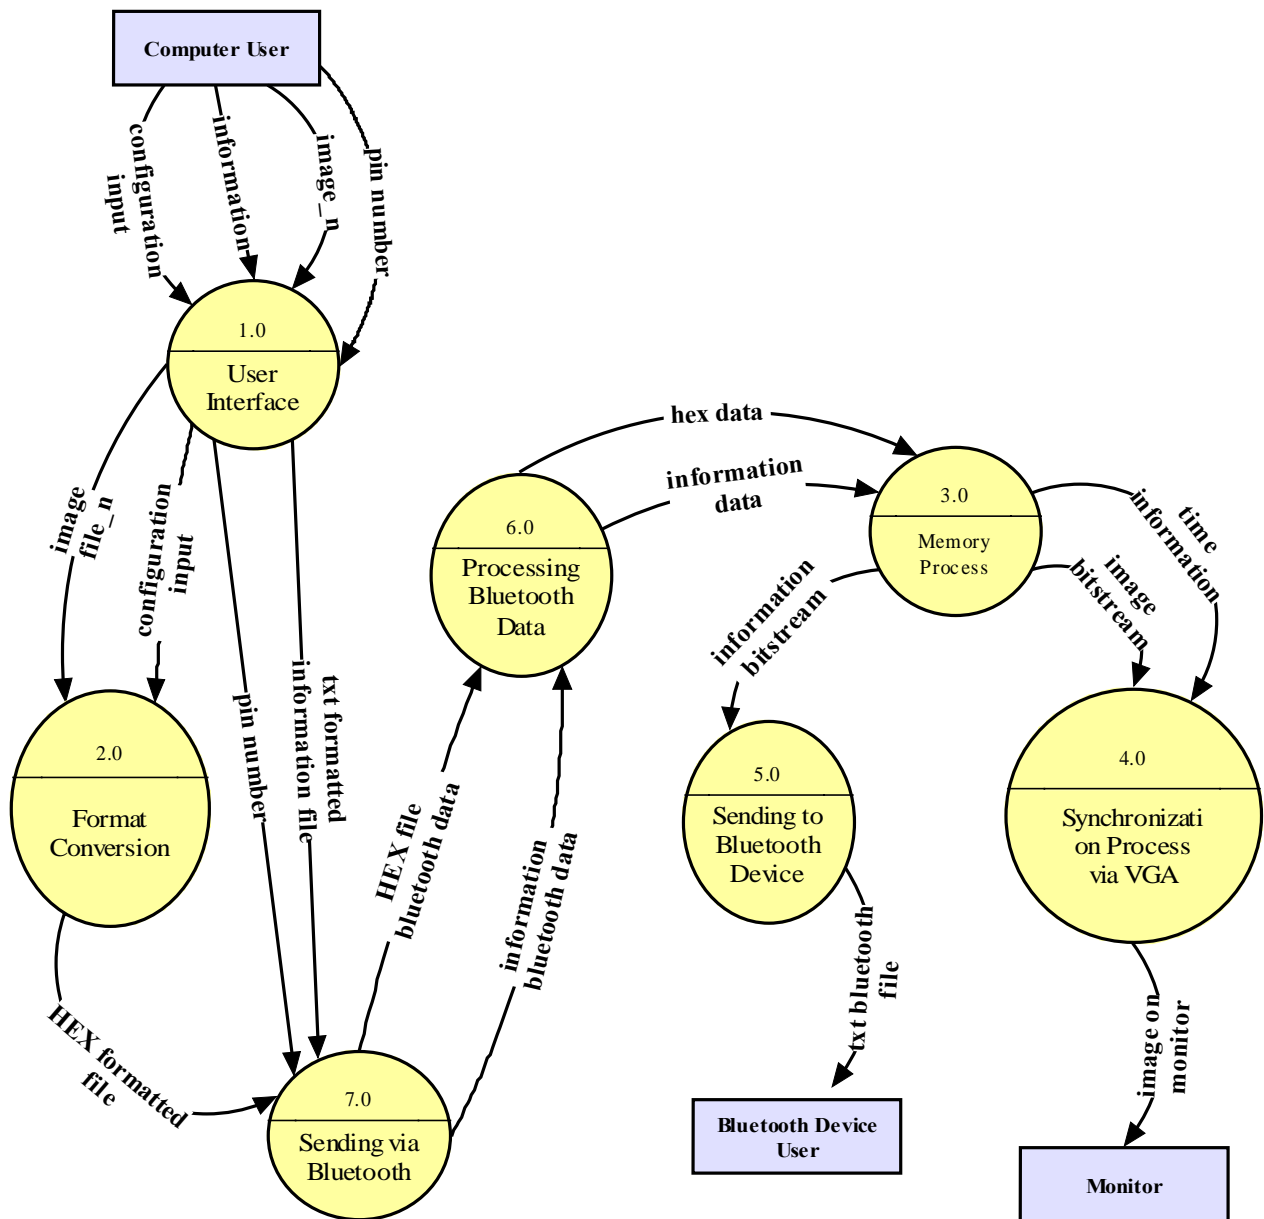 Computer User
configuration
input
information
image_n
pin number
1.0
User
Interface
image
file_n
configuration
input
pin number
txt formatted
information file
hex data
information
data
6.0
Processing
Bluetooth
Data
3.0
Memory
Process
time
information
image
bitstream
information
bitstream
2.0
Format
Conversion
5.0
Sending to
Bluetooth
Device
4.0
Synchronizati
on Process
via VGA
HEX file
bluetooth data
information
bluetooth data
HEX formatted
file
txt bluetooth
file
image on
monitor
7.0
Sending via
Bluetooth
Bluetooth Device
User
Monitor